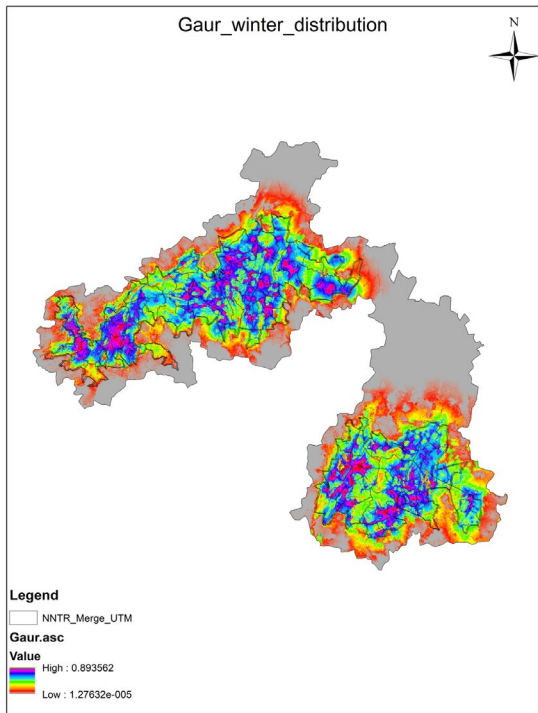 Gaur_winter_distribution
N
Legend
NNTR_Merge_UTM
Gaur.asc
Value
High : 0.893562
Low : 1.27632e-005